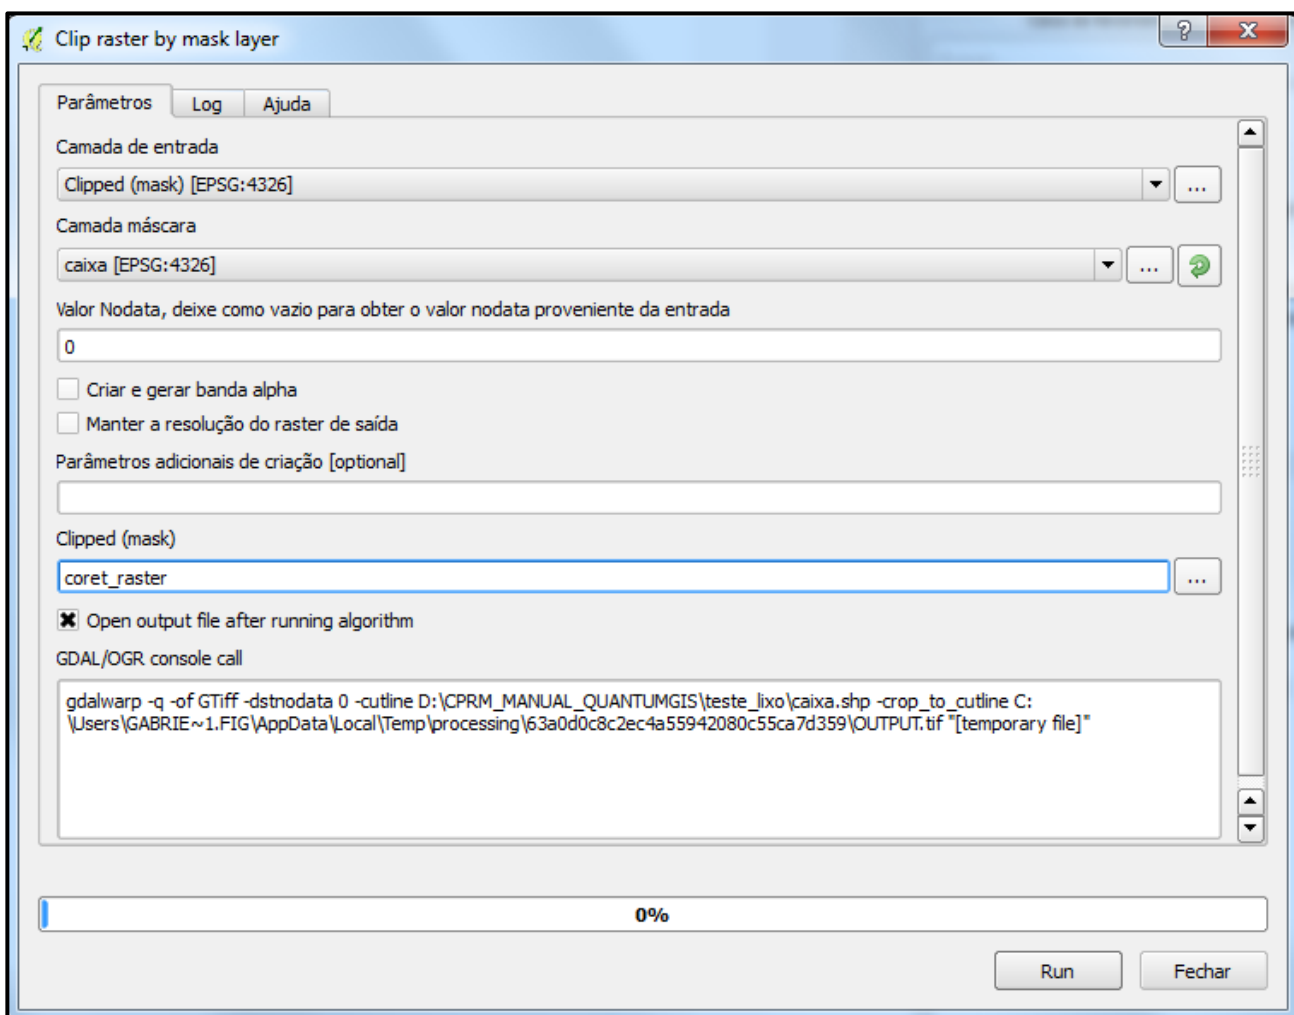 Clip raster by mask layer
?
X
Parâmetros
Log
Ajuda
Camada de entrada
Clipped (mask) [EPSG:4326]
...
Camada máscara
caixa [EPSG:4326]
...
Valor Nodata, deixe como vazio para obter o valor nodata proveniente da entrada
0
Criar e gerar banda alpha
Manter a resolução do raster de saída
Parâmetros adicionais de criação [optional]
Clipped (mask)
coret_raster
...
Open output file after running algorithm
GDAL/OGR console call
gdalwarp -q -of GTiff -dstnodata 0 -cutline D:\CPRM_MANUAL_QUANTUMGIS\teste_lixo\caixa.shp -crop_to_cutline C:
\Users\GABRIE~1.FIG\AppData\Local\Temp\processing\63a0d0c8c2ec4a55942080c55ca7d359\OUTPUT.tif "[temporary file]"
0%
Run
Fechar